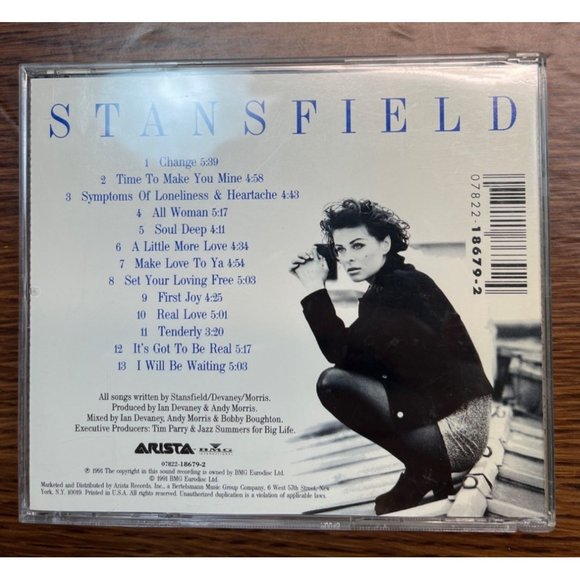 STANSFIELD
1 Change 5:39
2 Time To Make You Mine 4:58
3 Symptoms Of Loneliness & Heartache 4:43
4 All Woman 5:17
5 Soul Deep 4:11
6 A Little More Love 4:34
7 Make Love To Ya 4:54
8 Set Your Loving Free 5:03
9 First Joy 4:25
10 Real Love 5:01
11 Tenderly 3:20
12 It's Got To Be Real 5:17
13 I Will Be Waiting 5:03
07822-18679-2
All songs written by Stansfield/Devaney/Morris.
Produced by Ian Devaney & Andy Morris.
Mixed by Ian Devaney, Andy Morris & Bobby Boughton.
Executive Producers: Tim Parry & Jazz Summers for Big Life.
ARISTA BMG
07822-18679-2
℗ 1991 The copyright in this sound recording is owned by BMG Eurodisc Ltd.
© 1991 BMG Eurodisc Ltd.
Marketed and Distributed by Arista Records, Inc., a Bertelsmann Music Group Company, 6 West 57th Street, New
York, N.Y. 10019. Printed in U.S.A. All rights reserved. Unauthorized duplication is a violation of applicable laws.